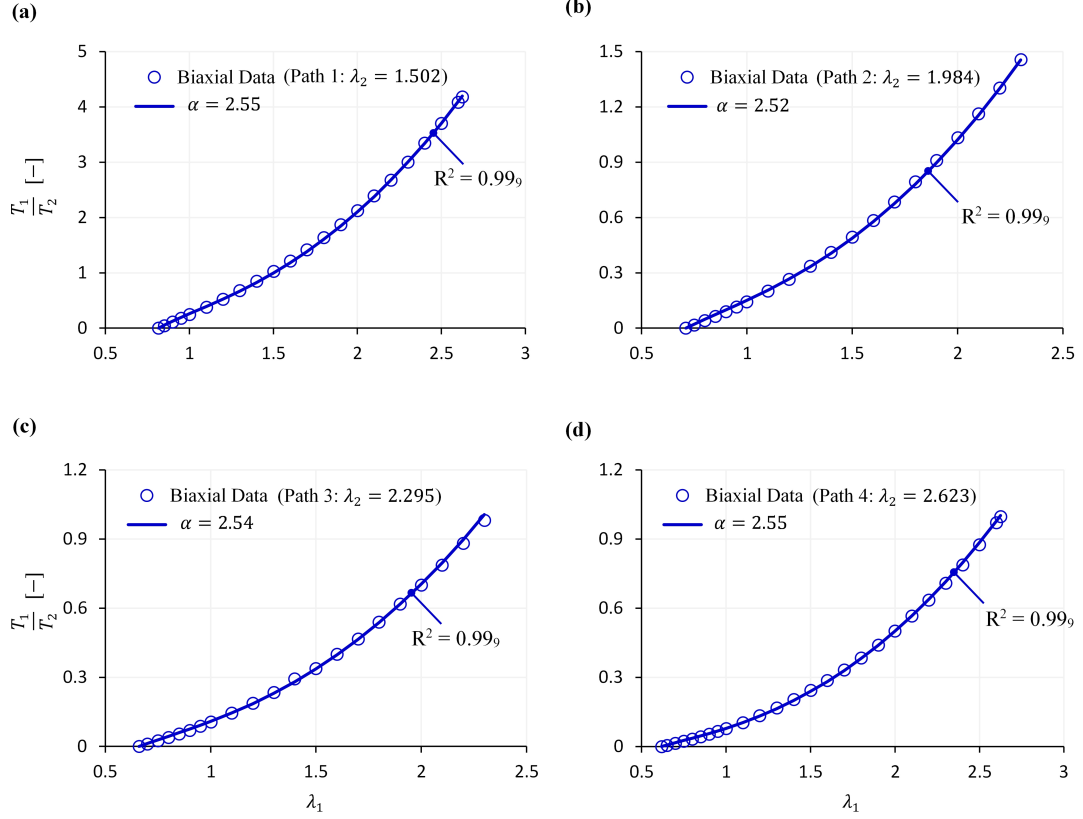 (a)
5
4
3
2
1
0
T₁/T₂ [−]
Biaxial Data (Path 1: λ₂ = 1.502)
α = 2.55
R² = 0.99₉
0.5 1 1.5 2 2.5 3
(b)
1.5
1.2
0.9
0.6
0.3
0
Biaxial Data (Path 2: λ₂ = 1.984)
α = 2.52
R² = 0.99₉
0.5 1 1.5 2 2.5
(c)
1.2
0.9
0.6
0.3
0
T₁/T₂ [−]
Biaxial Data (Path 3: λ₂ = 2.295)
α = 2.54
R² = 0.99₉
0.5 1 1.5 2 2.5
λ₁
(d)
1.2
0.9
0.6
0.3
0
Biaxial Data (Path 4: λ₂ = 2.623)
α = 2.55
R² = 0.99₉
0.5 1 1.5 2 2.5 3
λ₁